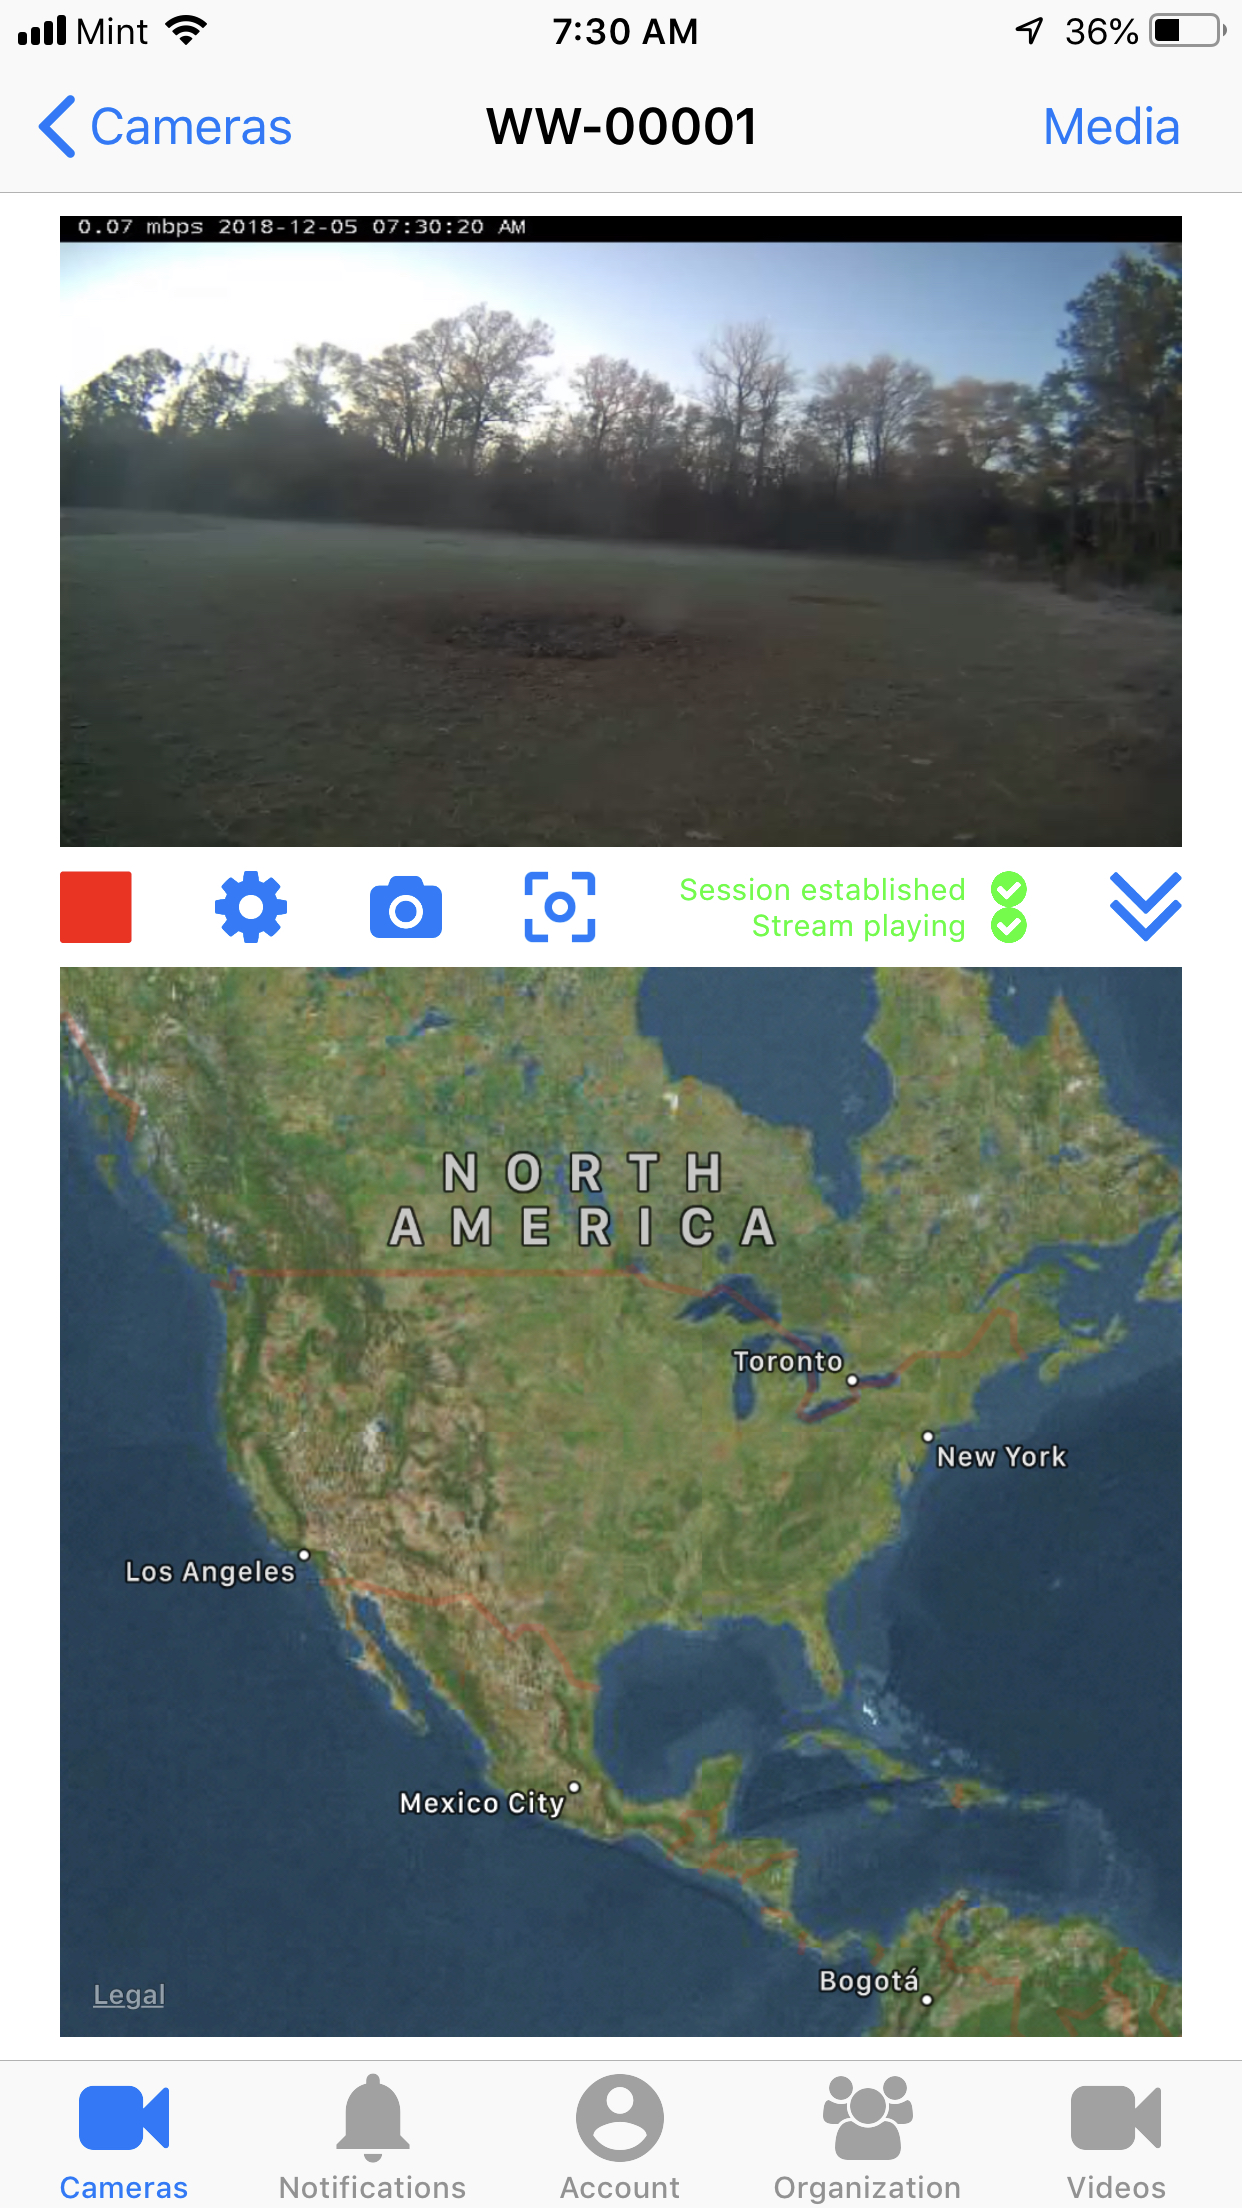 Mint 7:30 AM 36%
Cameras WW-00001 Media
0.07 mbps 2018-12-05 07:30:20 AM
Session established
Stream playing
NORTH
AMERICA
Toronto
New York
Los Angeles
Mexico City
Bogotá
Legal
Cameras Notifications Account Organization Videos